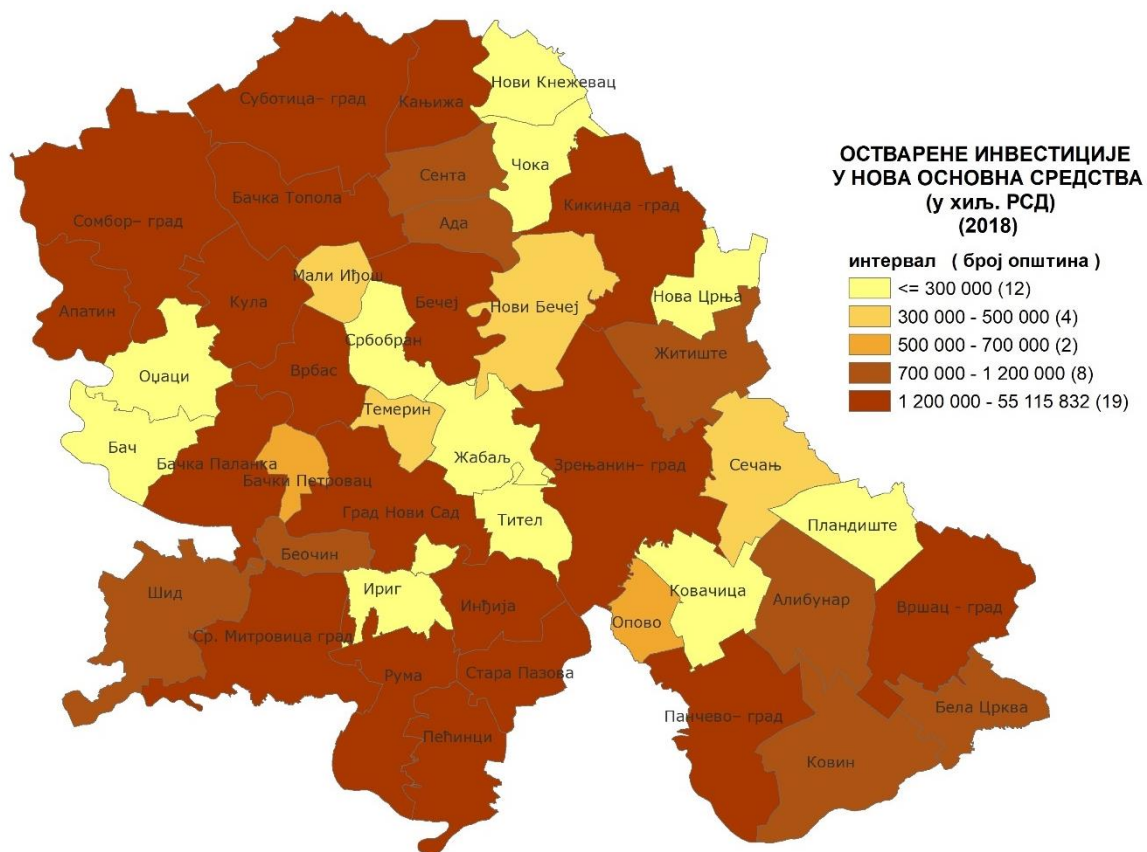 Нови Кнежевац
Суботица– град
Кањижа
Чока
Сента
Бачка Топола
Кикинда -град
Сомбор– град
Ада
Мали Иђош
Бечеј
Нови Бечеј
Нова Црња
Кула
Апатин
Србобран
Житиште
Врбас
Оџаци
Темерин
Бач
Бачка Паланка
Жабаљ
Зрењанин– град
Сечањ
Бачки Петровац
Град Нови Сад
Тител
Пландиште
Беочин
Шид
Ириг
Ковачица
Алибунар
Инђија
Вршац - град
Опово
Ср. Митровица град
Рума
Стара Пазова
Бела Црква
Панчево– град
Пећинци
Ковин
ОСТВАРЕНЕ ИНВЕСТИЦИЈЕ
У НОВА ОСНОВНА СРЕДСТВА
(у хиљ. РСД)
(2018)
интервал ( број општина )
<= 300 000 (12)
300 000 - 500 000 (4)
500 000 - 700 000 (2)
700 000 - 1 200 000 (8)
1 200 000 - 55 115 832 (19)